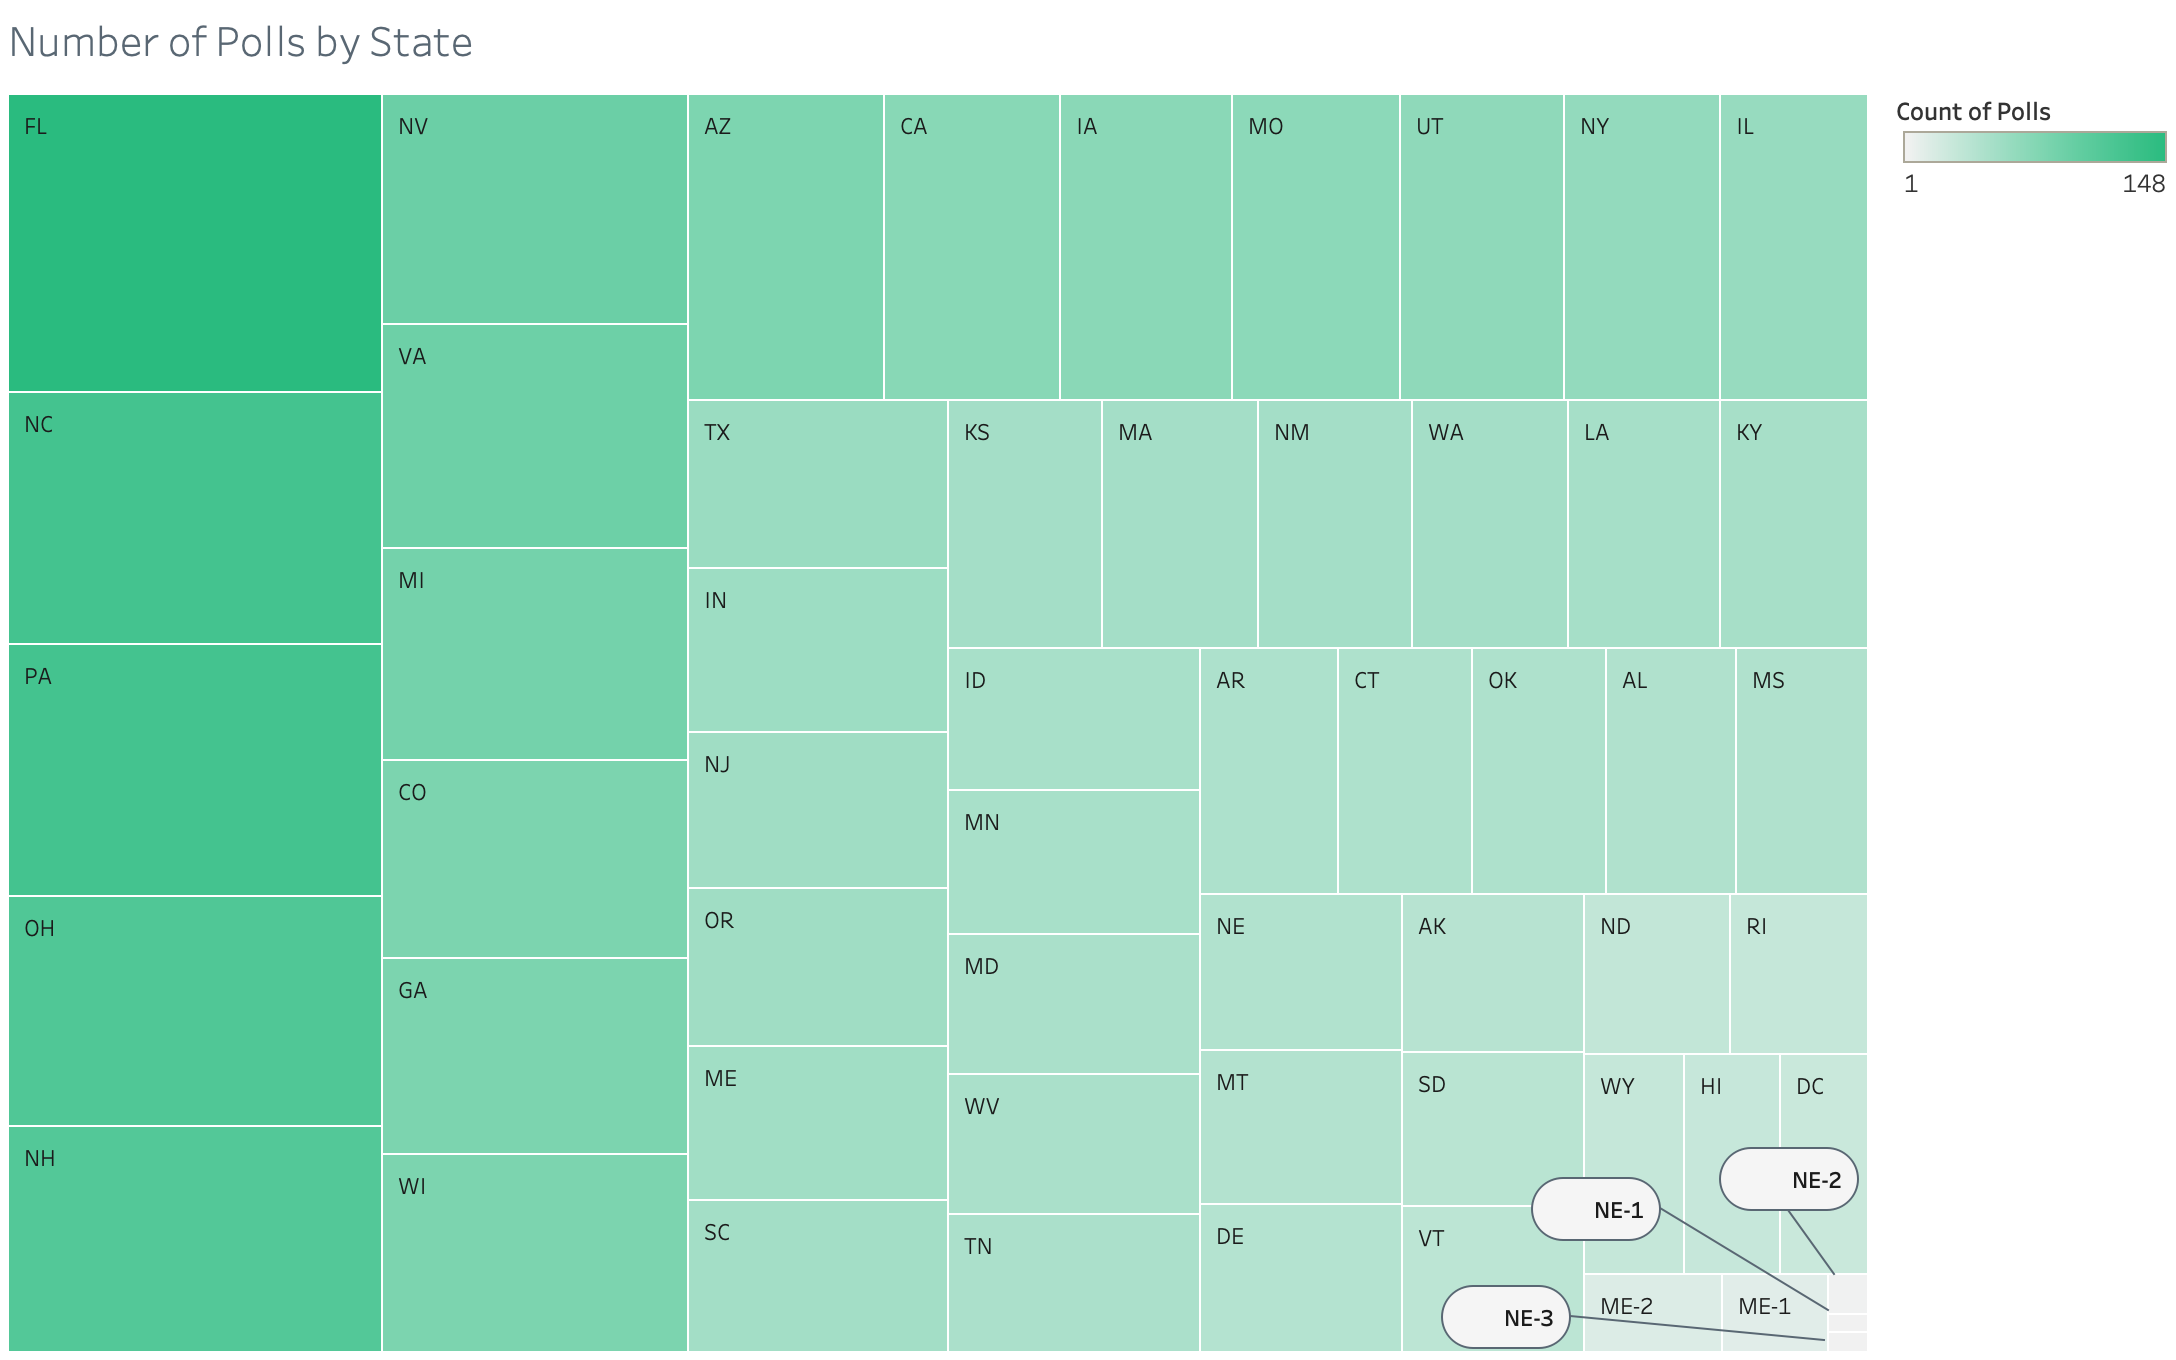 Number of Polls by State
FL
NV
AZ
CA
IA
MO
UT
NY
IL
Count of Polls
1
148
VA
NC
TX
KS
MA
NM
WA
LA
KY
MI
IN
PA
ID
AR
CT
OK
AL
MS
NJ
CO
MN
OH
OR
NE
AK
ND
RI
MD
GA
ME
MT
SD
WY
HI
DC
WV
NH
NE-2
WI
NE-1
SC
DE
VT
TN
ME-2
ME-1
NE-3